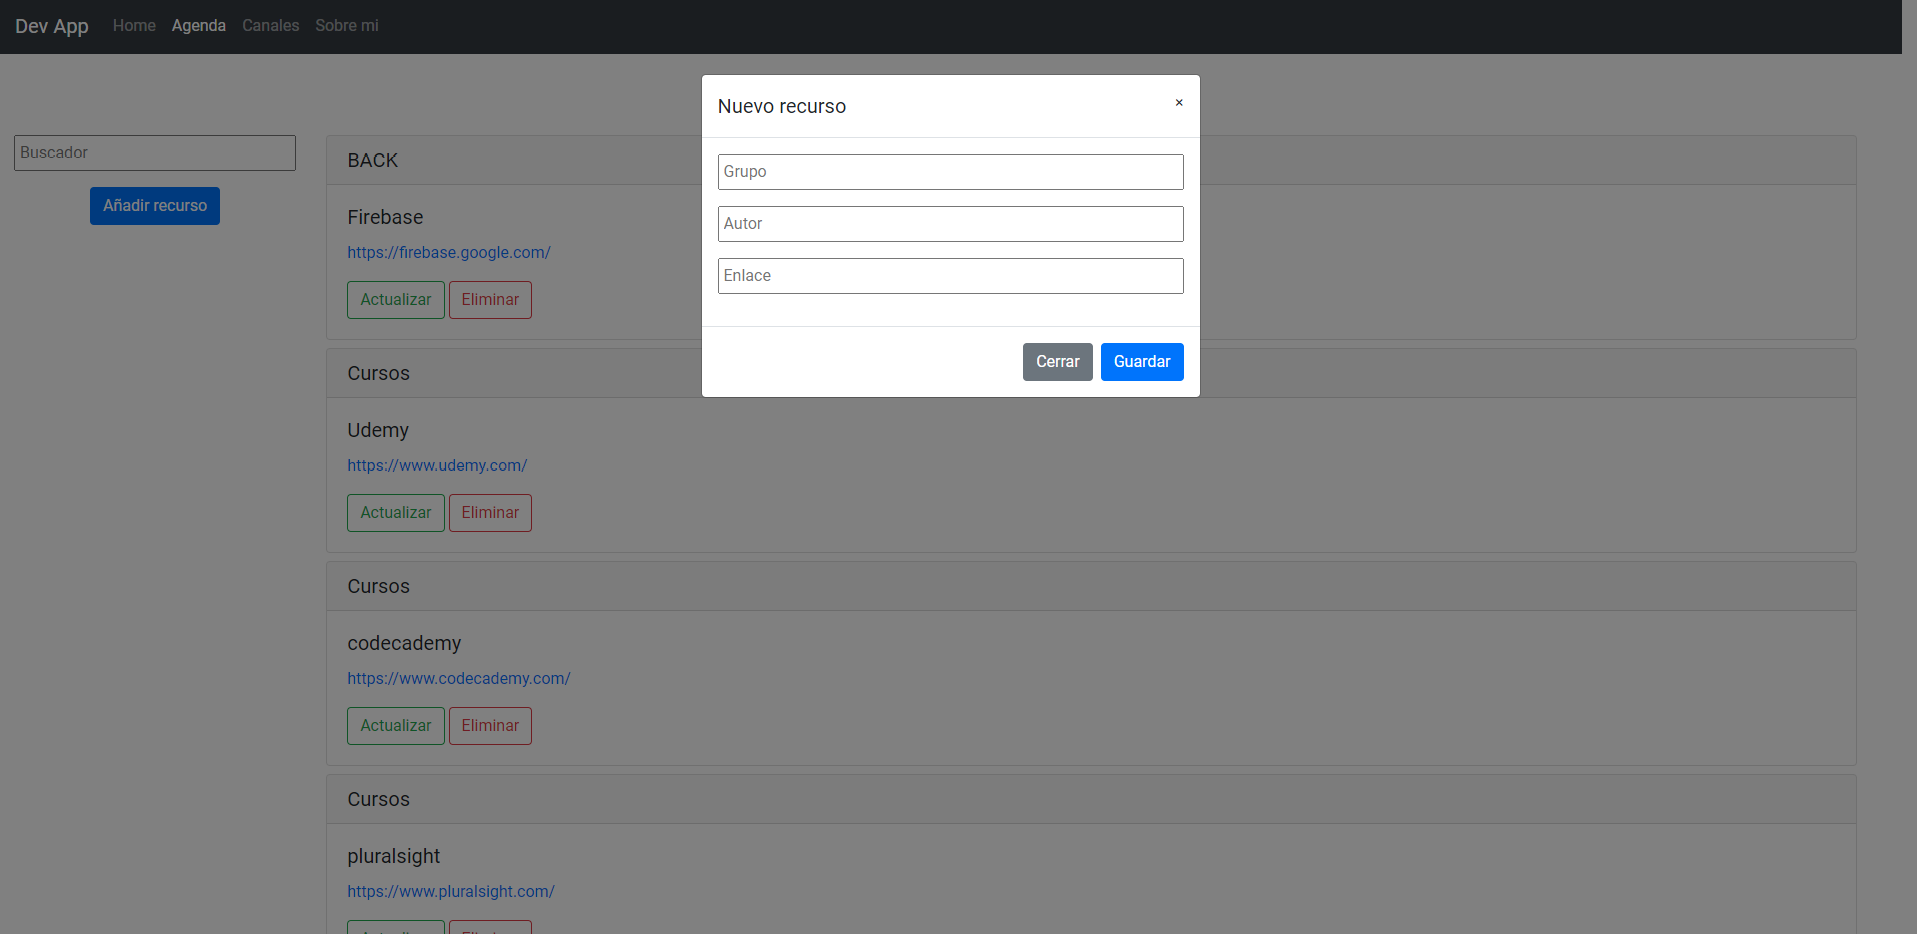 Dev App Home Agenda Canales Sobre mi
Nuevo recurso ×
Grupo
Autor
Enlace
Cerrar Guardar
Buscador
Añadir recurso
BACK
Firebase
https://firebase.google.com/
Actualizar Eliminar
Cursos
Udemy
https://www.udemy.com/
Actualizar Eliminar
Cursos
codecademy
https://www.codecademy.com/
Actualizar Eliminar
Cursos
pluralsight
https://www.pluralsight.com/